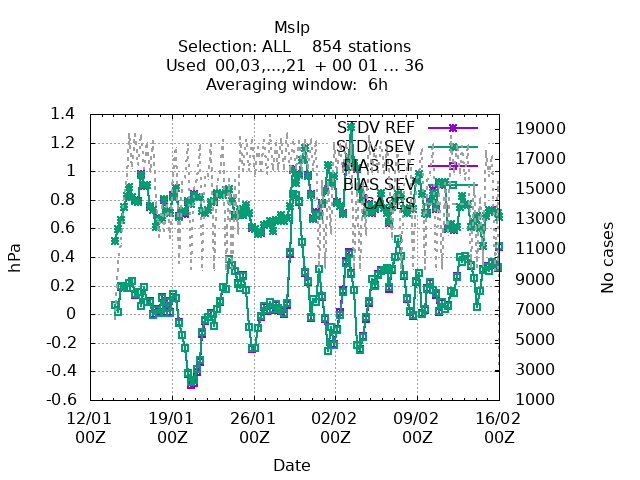 Mslp
Selection: ALL    854 stations
Used  00,03,...,21  + 00 01 ... 36
Averaging window:  6h
1.4
1.2
1
0.8
0.6
0.4
0.2
0
-0.2
-0.4
-0.6
hPa
STDV REF
STDV SEV
BIAS REF
BIAS SEV
CASES
19000
17000
15000
13000
11000
9000
7000
5000
3000
1000
No cases
12/01 19/01 26/01 02/02 09/02 16/02
00Z 00Z 00Z 00Z 00Z 00Z
Date